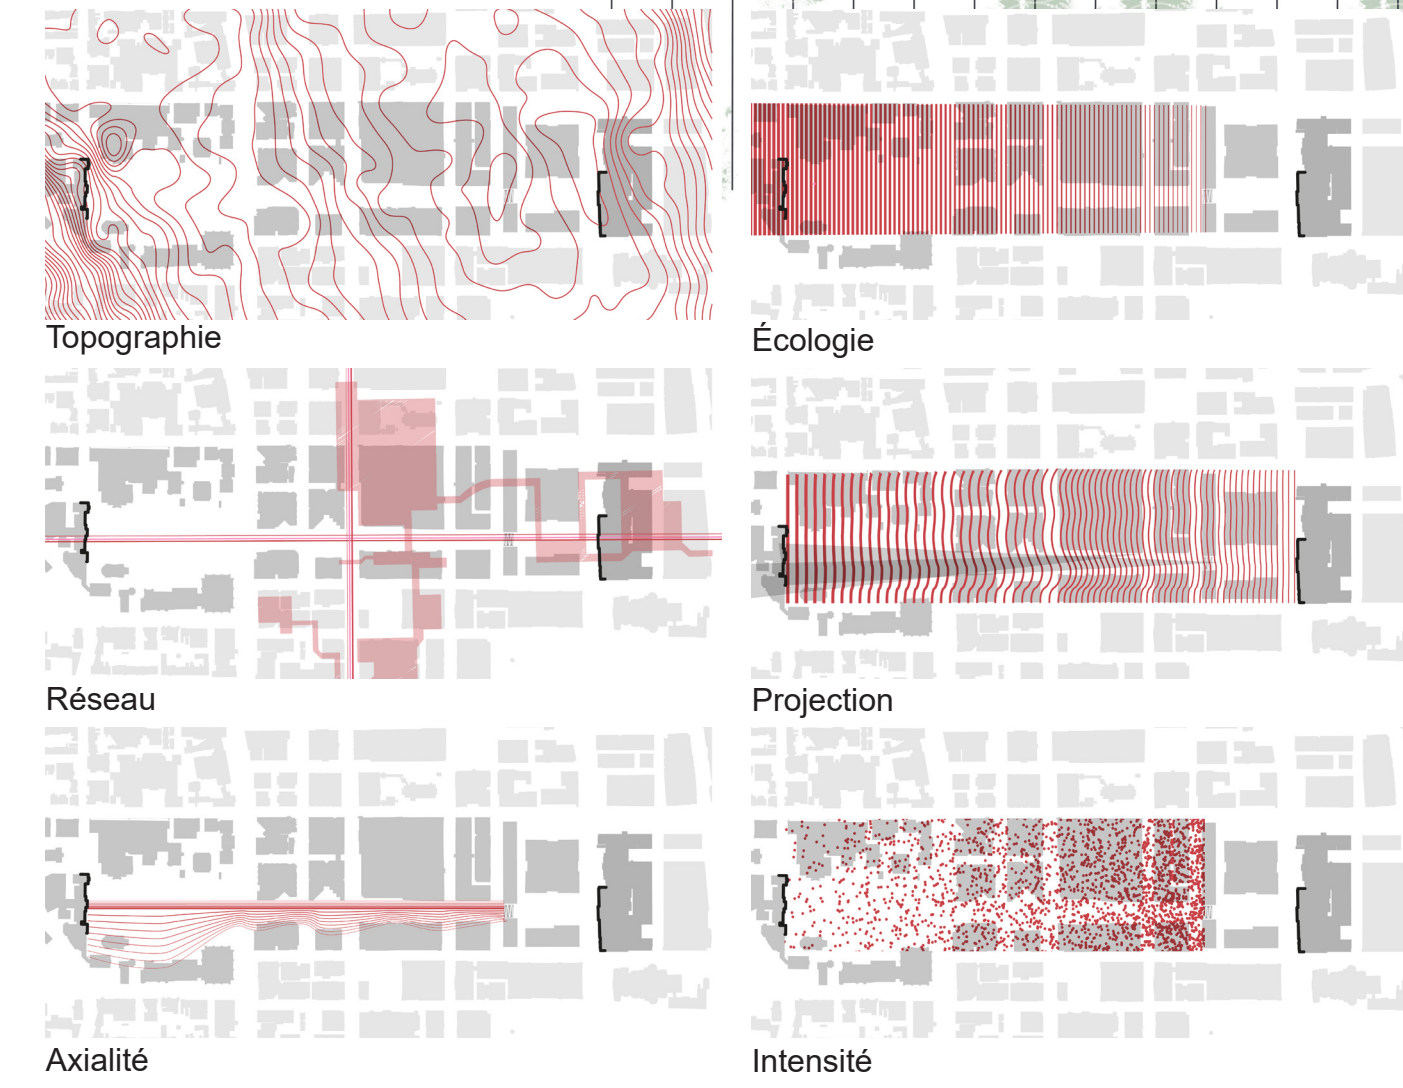 Topographie
Écologie
Réseau
Projection
Axialité
Intensité